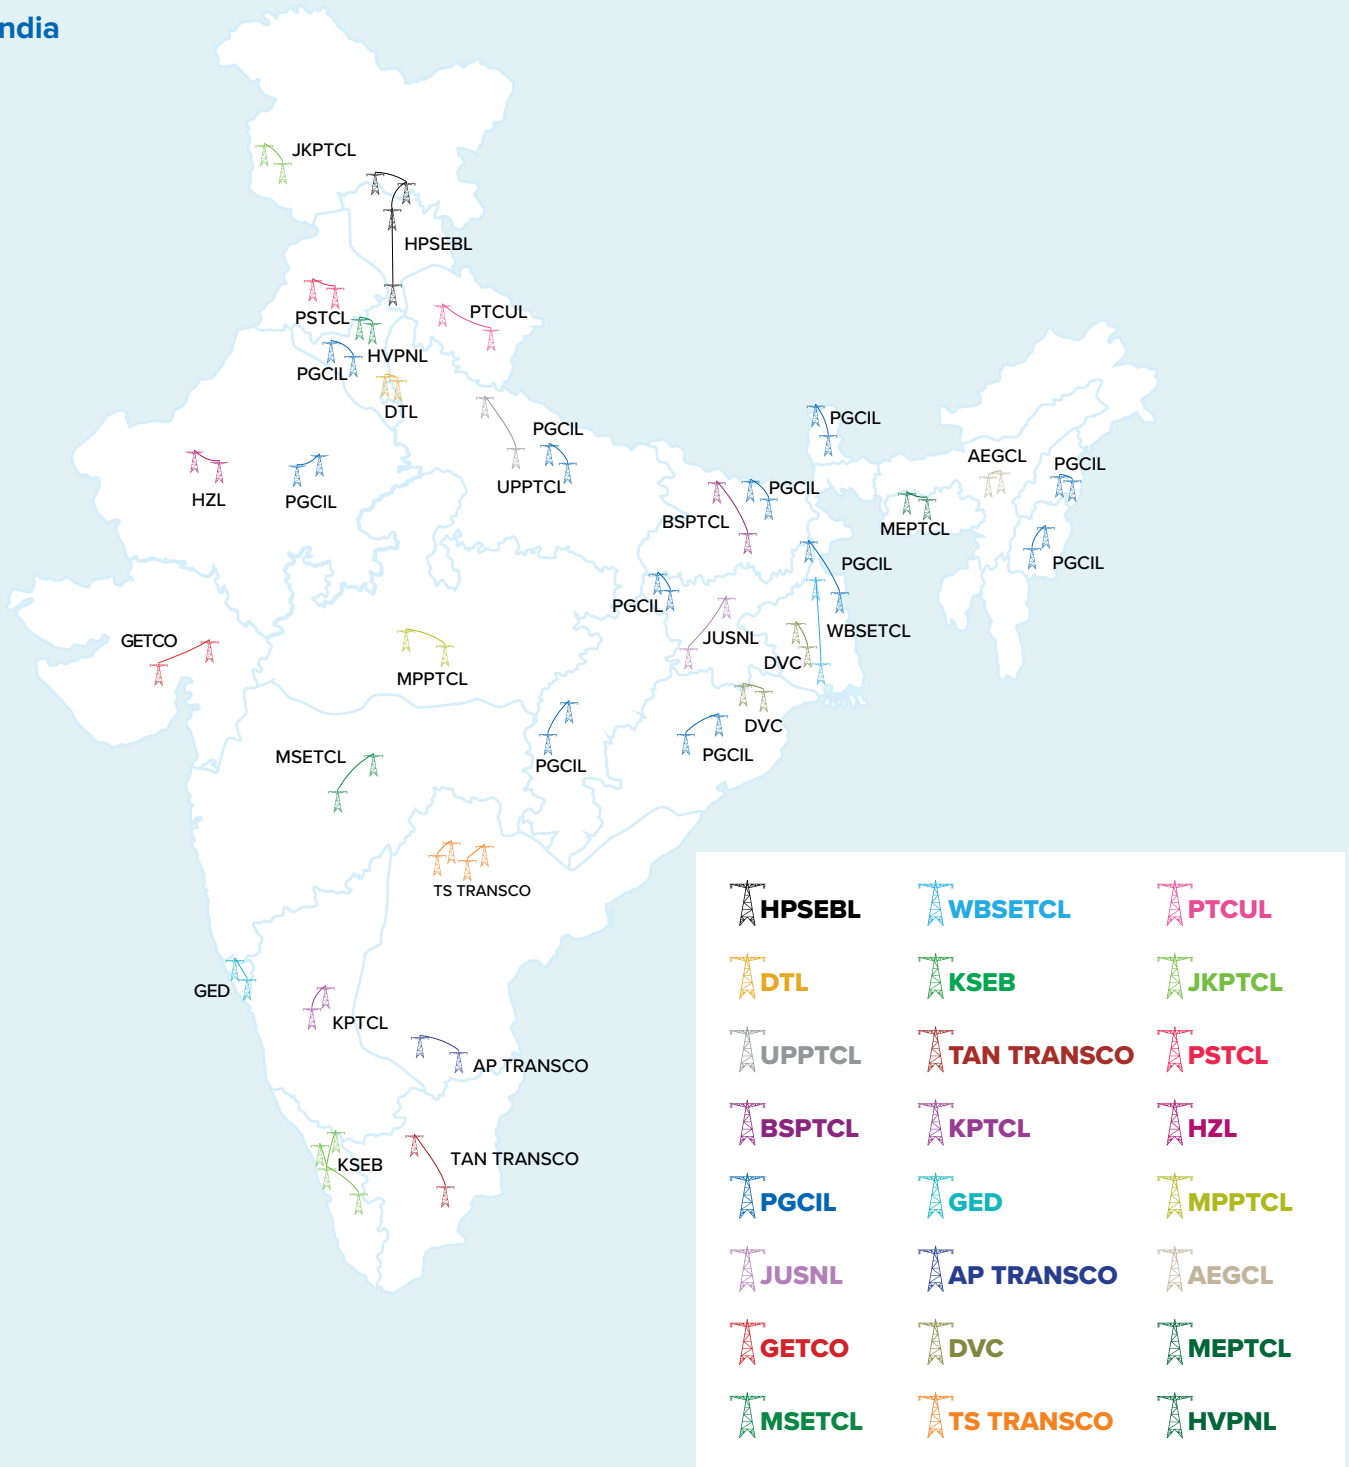 ndia
JKPTCL
HPSEBL
PTCUL
PSTCL
HVPNL
PGCIL
DTL
PGCIL
PGCIL
UPPTCL
HZL
PGCIL
AEGCL
PGCIL
PGCIL
BSPTCL
MEPTCL
PGCIL
PGCIL
PGCIL
GETCO
JUSNL
WBSETCL
DVC
MPPTCL
DVC
MSETCL
PGCIL
PGCIL
TS TRANSCO
GED
KPTCL
AP TRANSCO
KSEB
TAN TRANSCO
HPSEBL
WBSETCL
PTCUL
DTL
KSEB
JKPTCL
UPPTCL
TAN TRANSCO
PSTCL
BSPTCL
KPTCL
HZL
PGCIL
GED
MPPTCL
JUSNL
AP TRANSCO
AEGCL
GETCO
DVC
MEPTCL
MSETCL
TS TRANSCO
HVPNL